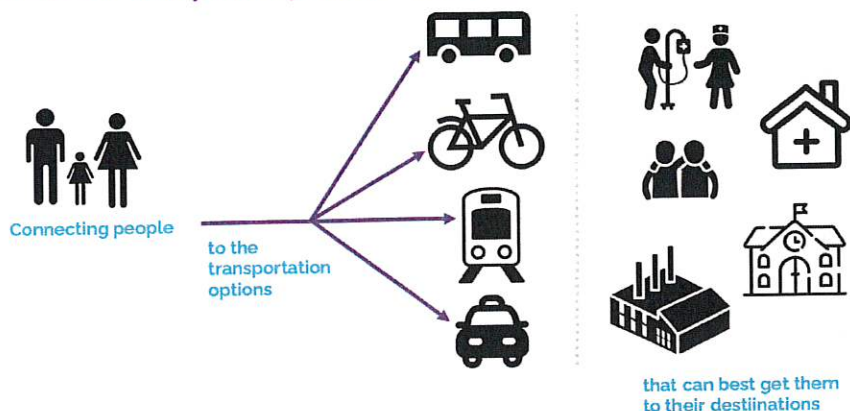 Connecting people
to the
transportation
options
that can best get them
to their destiinations